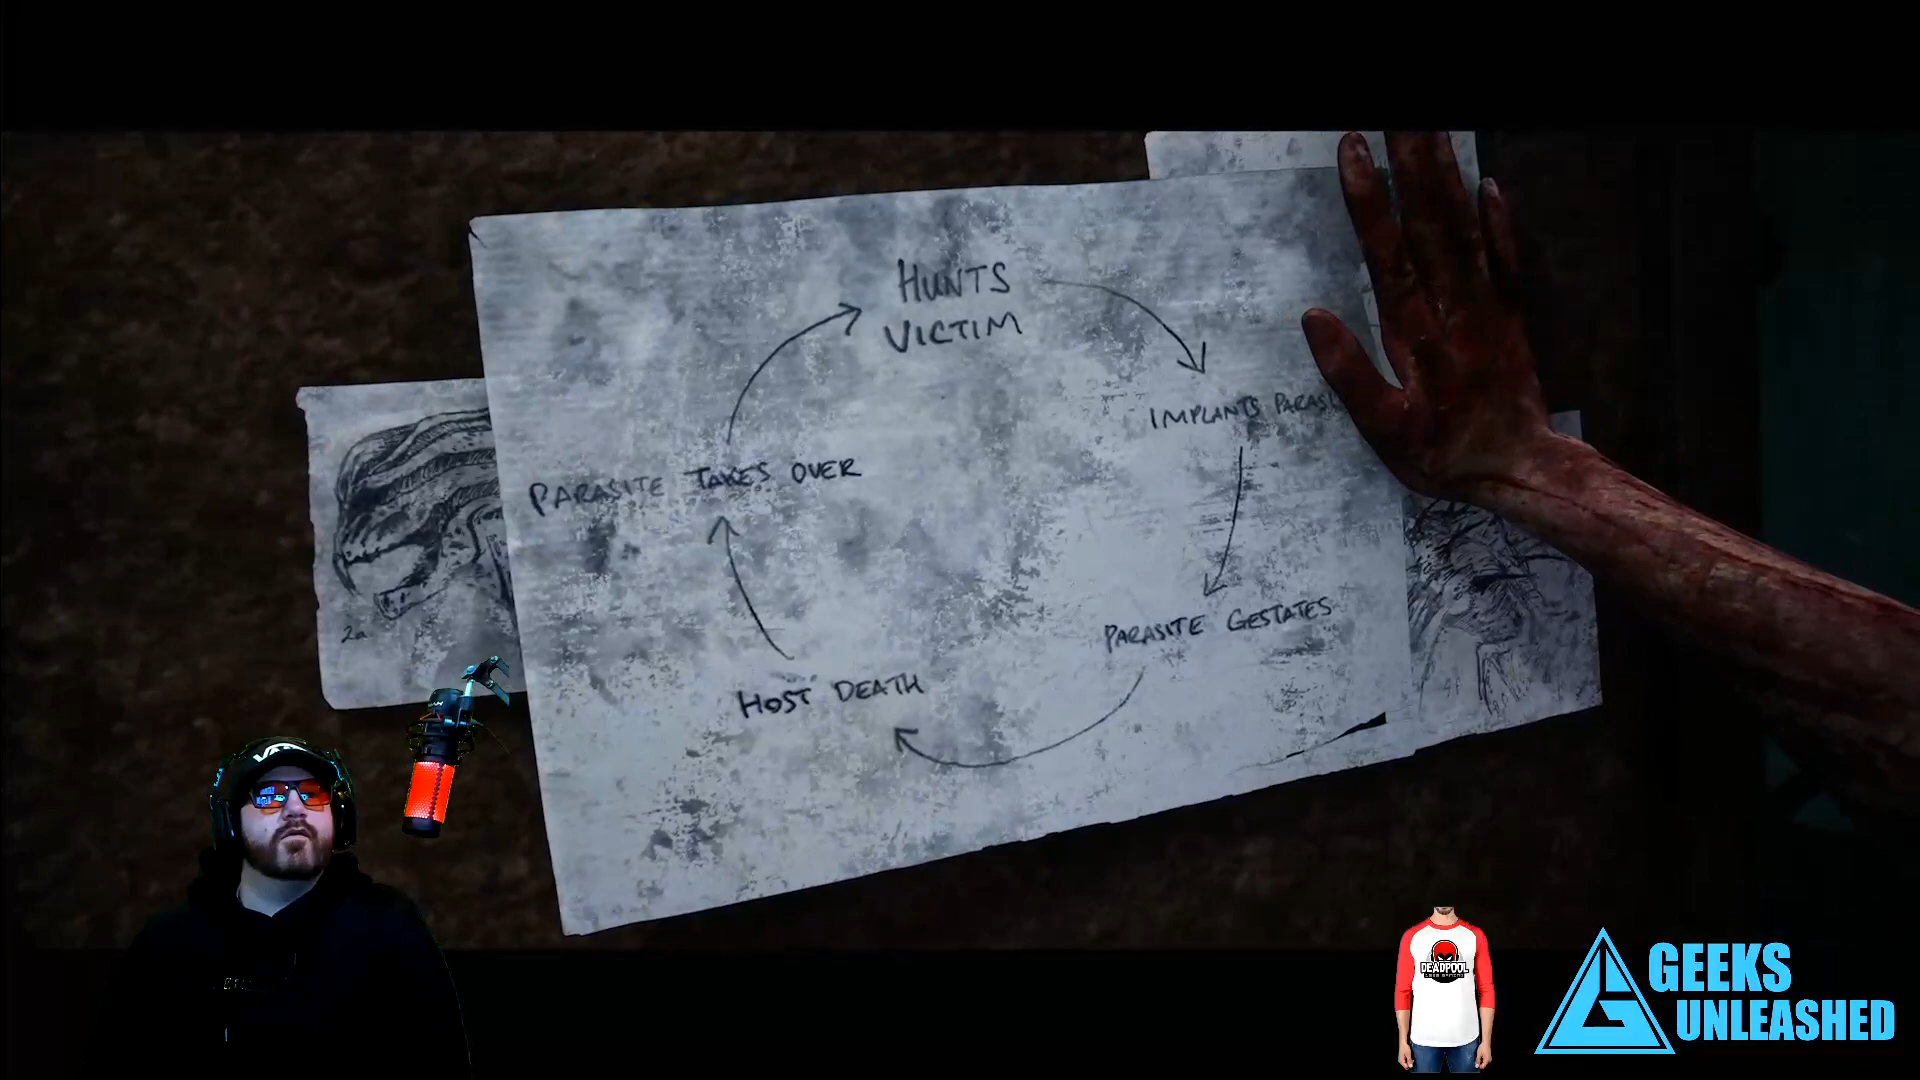 HUNTS
VICTIM
IMPLANTS
PARASITE TAKES OVER
PARASITE GESTATES
HOST DEATH
2a
DEADPOOL
GEEKS
UNLEASHED